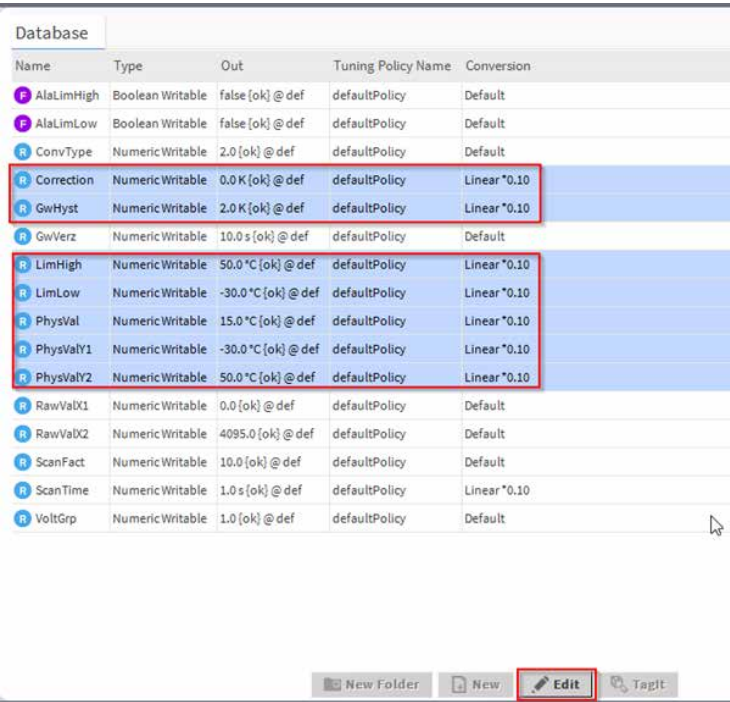 Database
Name Type Out Tuning Policy Name Conversion
F AlaLimHigh Boolean Writable false {ok} @ def defaultPolicy Default
F AlaLimLow Boolean Writable false {ok} @ def defaultPolicy Default
R ConvType Numeric Writable 2.0 {ok} @ def defaultPolicy Default
R Correction Numeric Writable 0.0 K {ok} @ def defaultPolicy Linear *0.10
R GwHyst Numeric Writable 2.0 K {ok} @ def defaultPolicy Linear *0.10
R GwVerz Numeric Writable 10.0 s {ok} @ def defaultPolicy Default
R LimHigh Numeric Writable 50.0 °C {ok} @ def defaultPolicy Linear *0.10
R LimLow Numeric Writable -30.0 °C {ok} @ def defaultPolicy Linear *0.10
R PhysVal Numeric Writable 15.0 °C {ok} @ def defaultPolicy Linear *0.10
R PhysValY1 Numeric Writable -30.0 °C {ok} @ def defaultPolicy Linear *0.10
R PhysValY2 Numeric Writable 50.0 °C {ok} @ def defaultPolicy Linear *0.10
R RawValX1 Numeric Writable 0.0 {ok} @ def defaultPolicy Default
R RawValX2 Numeric Writable 4095.0 {ok} @ def defaultPolicy Default
R ScanFact Numeric Writable 10.0 {ok} @ def defaultPolicy Default
R ScanTime Numeric Writable 1.0 s {ok} @ def defaultPolicy Linear *0.10
R VoltGrp Numeric Writable 1.0 {ok} @ def defaultPolicy Default
New Folder New Edit TagIt